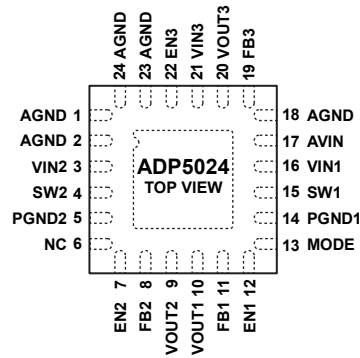 24 AGND
23 AGND
22 EN3
21 VIN3
20 VOUT3
19 FB3
AGND 1
AGND 2
VIN2 3
SW2 4
PGND2 5
NC 6
ADP5024
TOP VIEW
18 AGND
17 AVIN
16 VIN1
15 SW1
14 PGND1
13 MODE
EN2 7
FB2 8
VOUT2 9
VOUT1 10
FB1 11
EN1 12